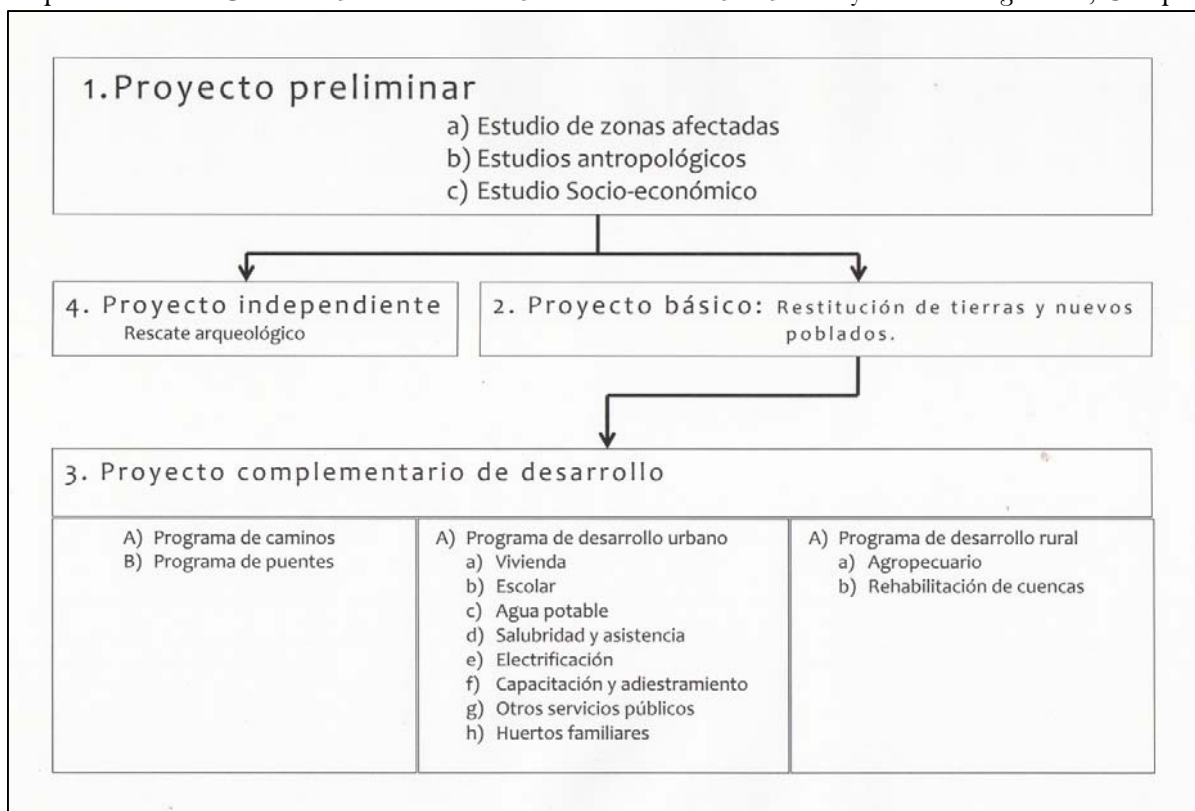 1. Proyecto preliminar
a) Estudio de zonas afectadas
b) Estudios antropológicos
c) Estudio Socio-económico
4. Proyecto independiente
Rescate arqueológico
2. Proyecto básico: Restitución de tierras y nuevos
poblados.
3. Proyecto complementario de desarrollo
A) Programa de caminos
B) Programa de puentes
A) Programa de desarrollo urbano
a) Vivienda
b) Escolar
c) Agua potable
d) Salubridad y asistencia
e) Electrificación
f) Capacitación y adiestramiento
g) Otros servicios públicos
h) Huertos familiares
A) Programa de desarrollo rural
a) Agropecuario
b) Rehabilitación de cuencas